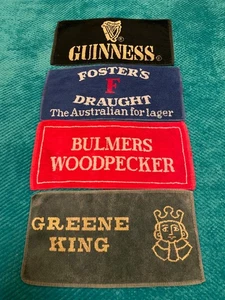 GUINNESS®
FOSTER'S
F
DRAUGHT
The Australian for lager
BULMERS
WOODPECKER
GREENE
KING